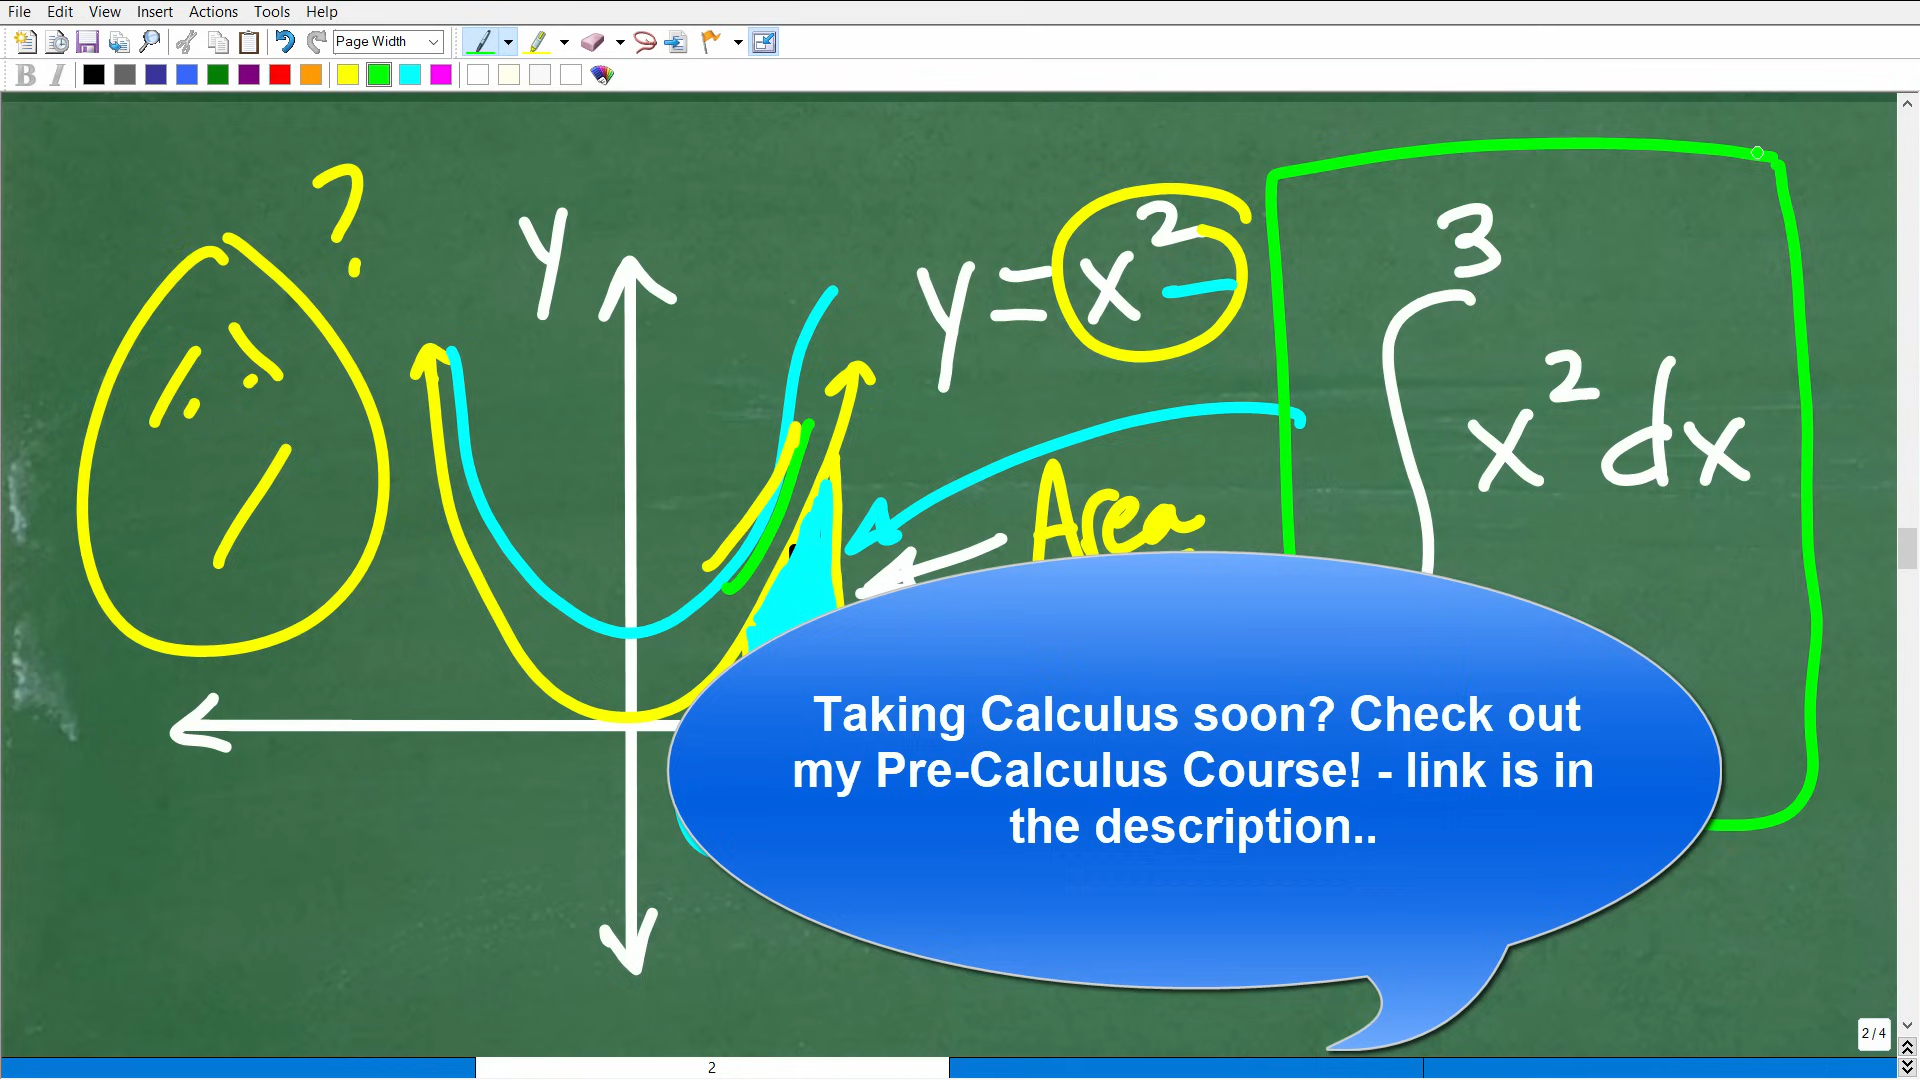 File Edit View Insert Actions Tools Help
Page Width
B I
?
y
y = x²
3
∫ x² dx
Area
Taking Calculus soon? Check out
my Pre-Calculus Course! - link is in
the description..
2 / 4
2